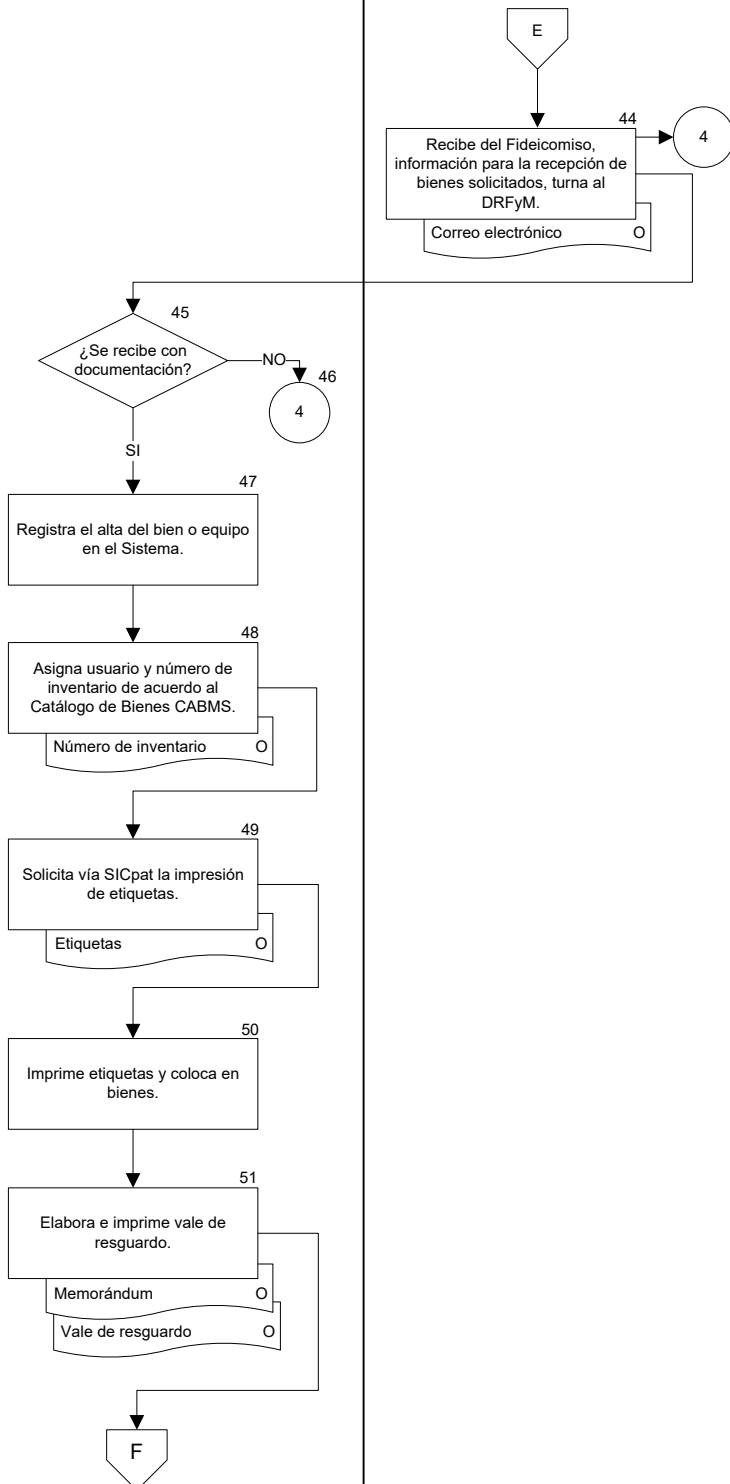 E
44
4
Recibe del Fideicomiso,
información para la recepción de
bienes solicitados, turna al
DRFyM.
Correo electrónico O
45
¿Se recibe con
documentación?
NO
46
4
SI
47
Registra el alta del bien o equipo
en el Sistema.
48
Asigna usuario y número de
inventario de acuerdo al
Catálogo de Bienes CABMS.
Número de inventario O
49
Solicita vía SICpat la impresión
de etiquetas.
Etiquetas O
50
Imprime etiquetas y coloca en
bienes.
51
Elabora e imprime vale de
resguardo.
Memorándum O
Vale de resguardo O
F